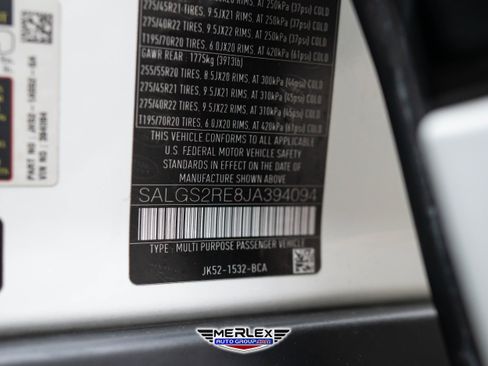 275/45R21 TIRES, 9.5JX21 RIMS, AT 250kPa (37psi) COLD
275/40R22 TIRES, 9.5JX22 RIMS, AT 250kPa (37psi) COLD
T195/70R20 TIRES, 6.0JX20 RIMS, AT 420kPa (61psi) COLD
GAWR REAR : 1775kg (3913lb)
255/55R20 TIRES, 8.5JX20 RIMS, AT 300kPa (44psi) COLD
275/45R21 TIRES, 9.5JX21 RIMS, AT 310kPa (45psi) COLD
275/40R22 TIRES, 9.5JX22 RIMS, AT 310kPa (45psi) COLD
T195/70R20 TIRES, 6.0JX20 RIMS, AT 420kPa (61psi) COLD
THIS VEHICLE CONFORMS TO ALL APPLICABLE
U.S. FEDERAL MOTOR VEHICLE SAFETY
STANDARDS IN EFFECT ON THE DATE OF
MANUFACTURE SHOWN ABOVE
SALGS2RE8JA394094
TYPE : MULTI PURPOSE PASSENGER VEHICLE
JK52-1532-BCA
PART NO.
VIN NO. 394094
MERLEX
AUTO GROUP